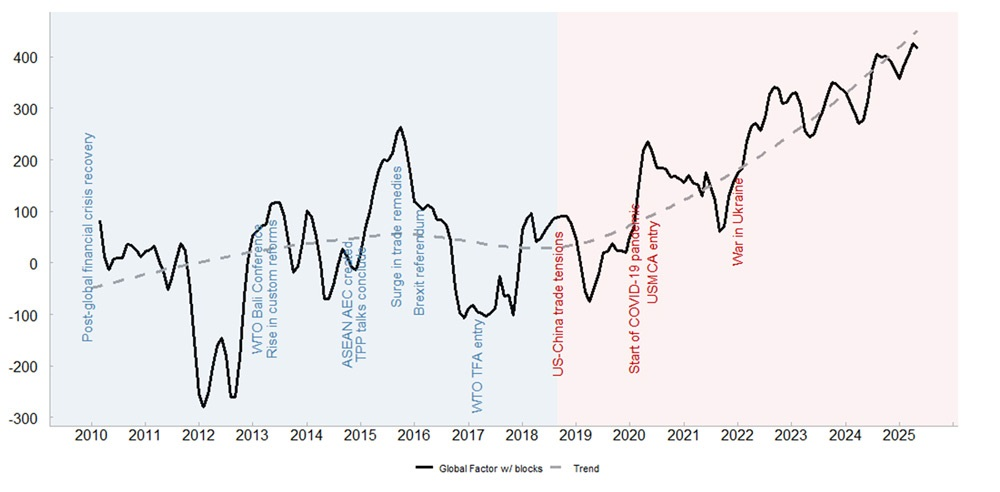 400
300
200
100
0
-100
-200
-300
Post-global financial crisis recovery
WTO Bali Conference
Rise in custom reforms
ASEAN AEC created
TPP talks conclude
Surge in trade remedies
Brexit referendum
WTO TFA entry
US-China trade tensions
Start of COVID-19 pandemic
USMCA entry
War in Ukraine
2010 2011 2012 2013 2014 2015 2016 2017 2018 2019 2020 2021 2022 2023 2024 2025
Global Factor w/ blocks Trend